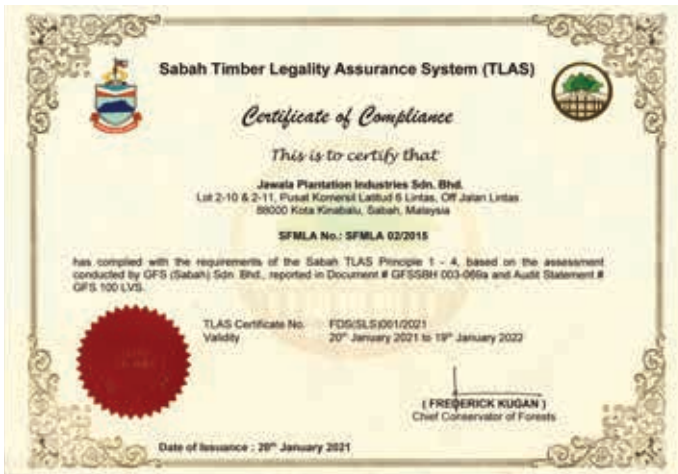 Sabah Timber Legality Assurance System (TLAS)
Certificate of Compliance
This is to certify that
Jawala Plantation Industries Sdn. Bhd.
Lot 2-10 & 2-11, Pusat Komersil Latitud 6 Lintas, Off Jalan Lintas
88000 Kota Kinabalu, Sabah, Malaysia
SFMLA No.: SFMLA 02/2015
has complied with the requirements of the Sabah TLAS Principle 1 - 4, based on the assessment
conducted by GFS (Sabah) Sdn. Bhd., reported in Document # GFSSBH 003-069a and Audit Statement #
GFS 100 LVS.
TLAS Certificate No. FDS(SLS)001/2021
Validity 20th January 2021 to 19th January 2022
( FREDERICK KUGAN )
Chief Conservator of Forests
Date of Issuance : 20th January 2021